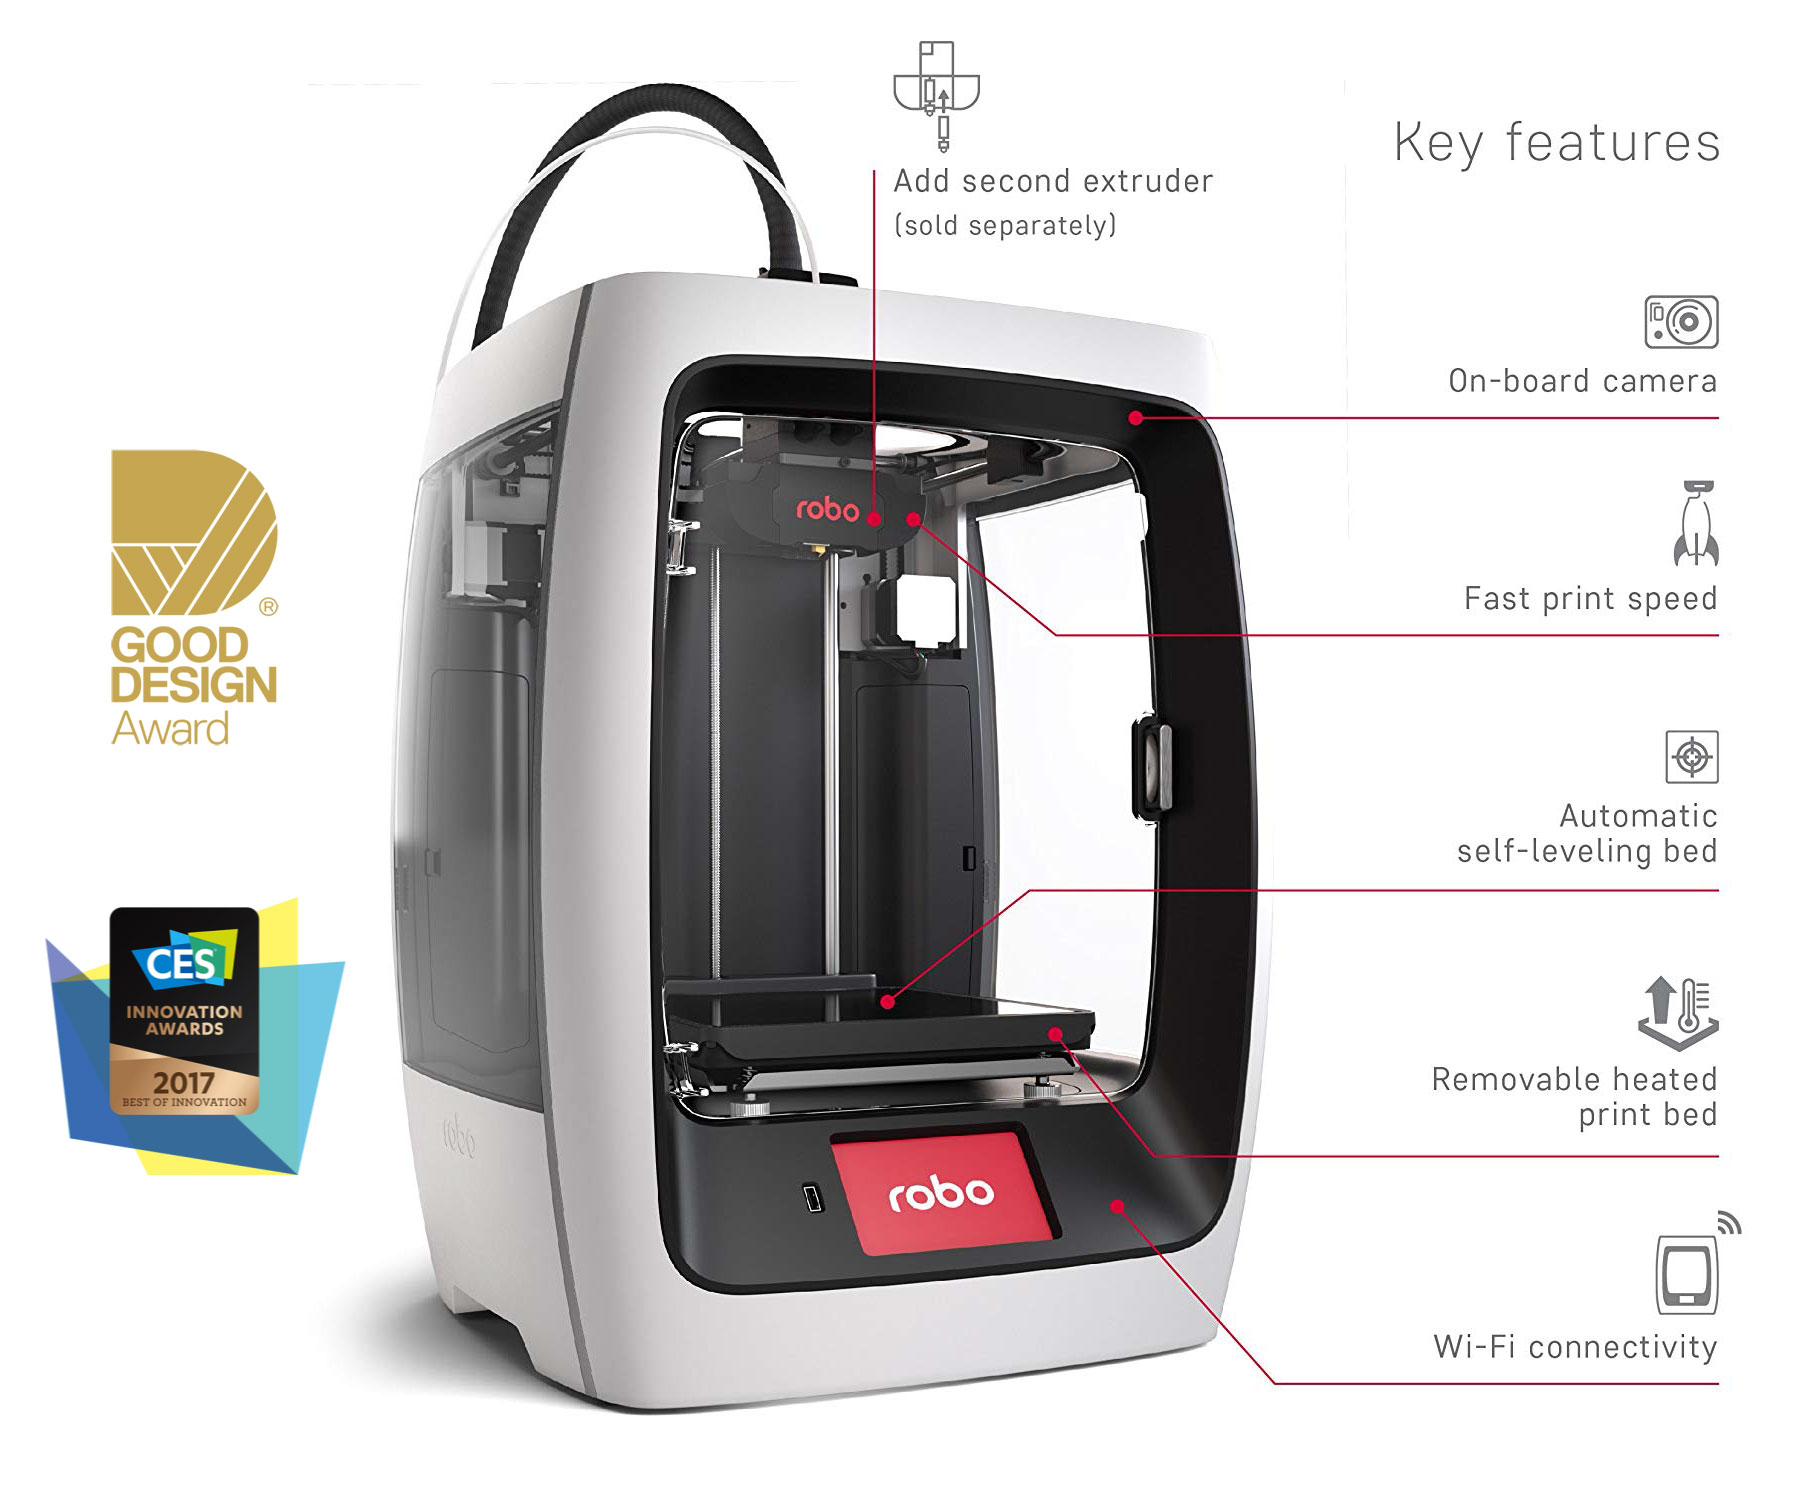 Key features
Add second extruder
(sold separately)
On-board camera
robo
Fast print speed
GOOD
DESIGN
Award
®
Automatic
self-leveling bed
CES
INNOVATION
AWARDS
2017
BEST OF INNOVATION
Removable heated
print bed
robo
robo
Wi-Fi connectivity